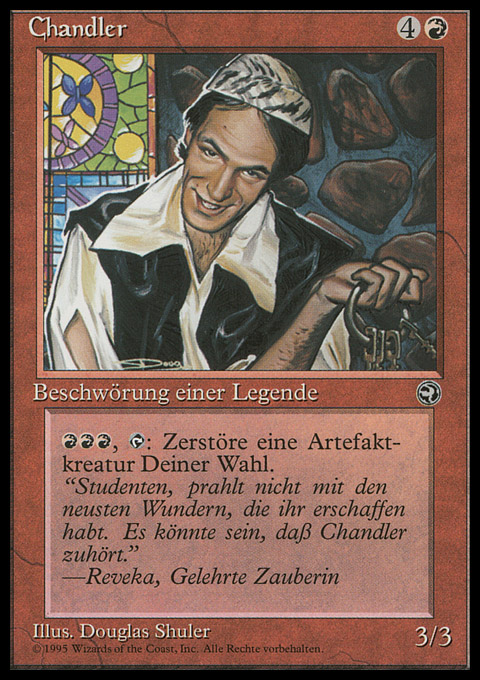 Chandler 4
Beschwörung einer Legende
, : Zerstöre eine Artefakt-
kreatur Deiner Wahl.
“Studenten, prahlt nicht mit den
neusten Wundern, die ihr erschaffen
habt. Es könnte sein, daß Chandler
zuhört.”
—Reveka, Gelehrte Zauberin
Illus. Douglas Shuler
3/3
©1995 Wizards of the Coast, Inc. Alle Rechte vorbehalten.